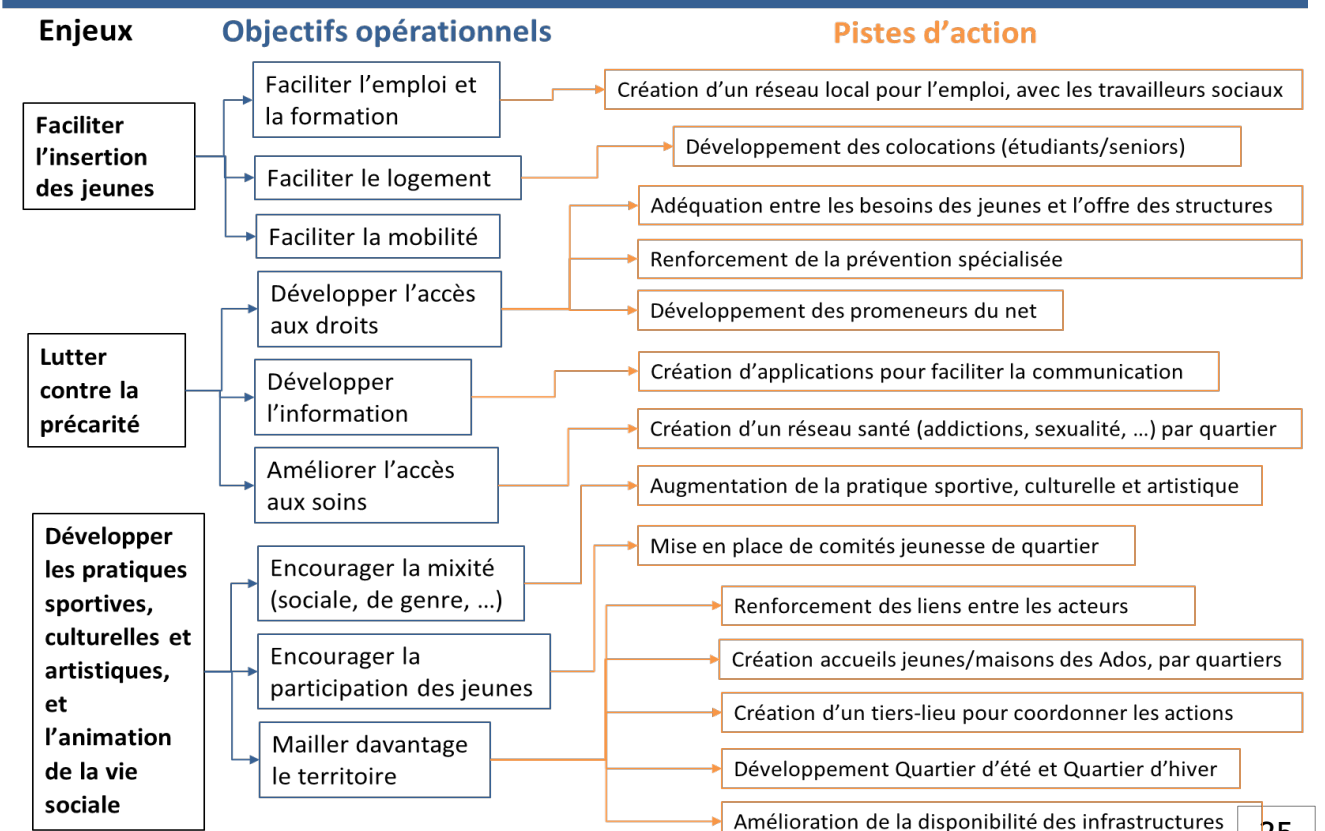 Enjeux
Objectifs opérationnels
Pistes d'action
Faciliter
l'insertion
des jeunes
Faciliter l'emploi et
la formation
Création d'un réseau local pour l'emploi, avec les travailleurs sociaux
Faciliter le logement
Développement des colocations (étudiants/seniors)
Faciliter la mobilité
Lutter
contre la
précarité
Développer l'accès
aux droits
Adéquation entre les besoins des jeunes et l'offre des structures
Renforcement de la prévention spécialisée
Développement des promeneurs du net
Développer
l'information
Création d'applications pour faciliter la communication
Améliorer l'accès
aux soins
Création d'un réseau santé (addictions, sexualité, …) par quartier
Développer
les pratiques
sportives,
culturelles et
artistiques,
et
l'animation
de la vie
sociale
Encourager la mixité
(sociale, de genre, …)
Augmentation de la pratique sportive, culturelle et artistique
Encourager la
participation des jeunes
Mise en place de comités jeunesse de quartier
Mailler davantage
le territoire
Renforcement des liens entre les acteurs
Création accueils jeunes/maisons des Ados, par quartiers
Création d'un tiers-lieu pour coordonner les actions
Développement Quartier d'été et Quartier d'hiver
Amélioration de la disponibilité des infrastructures